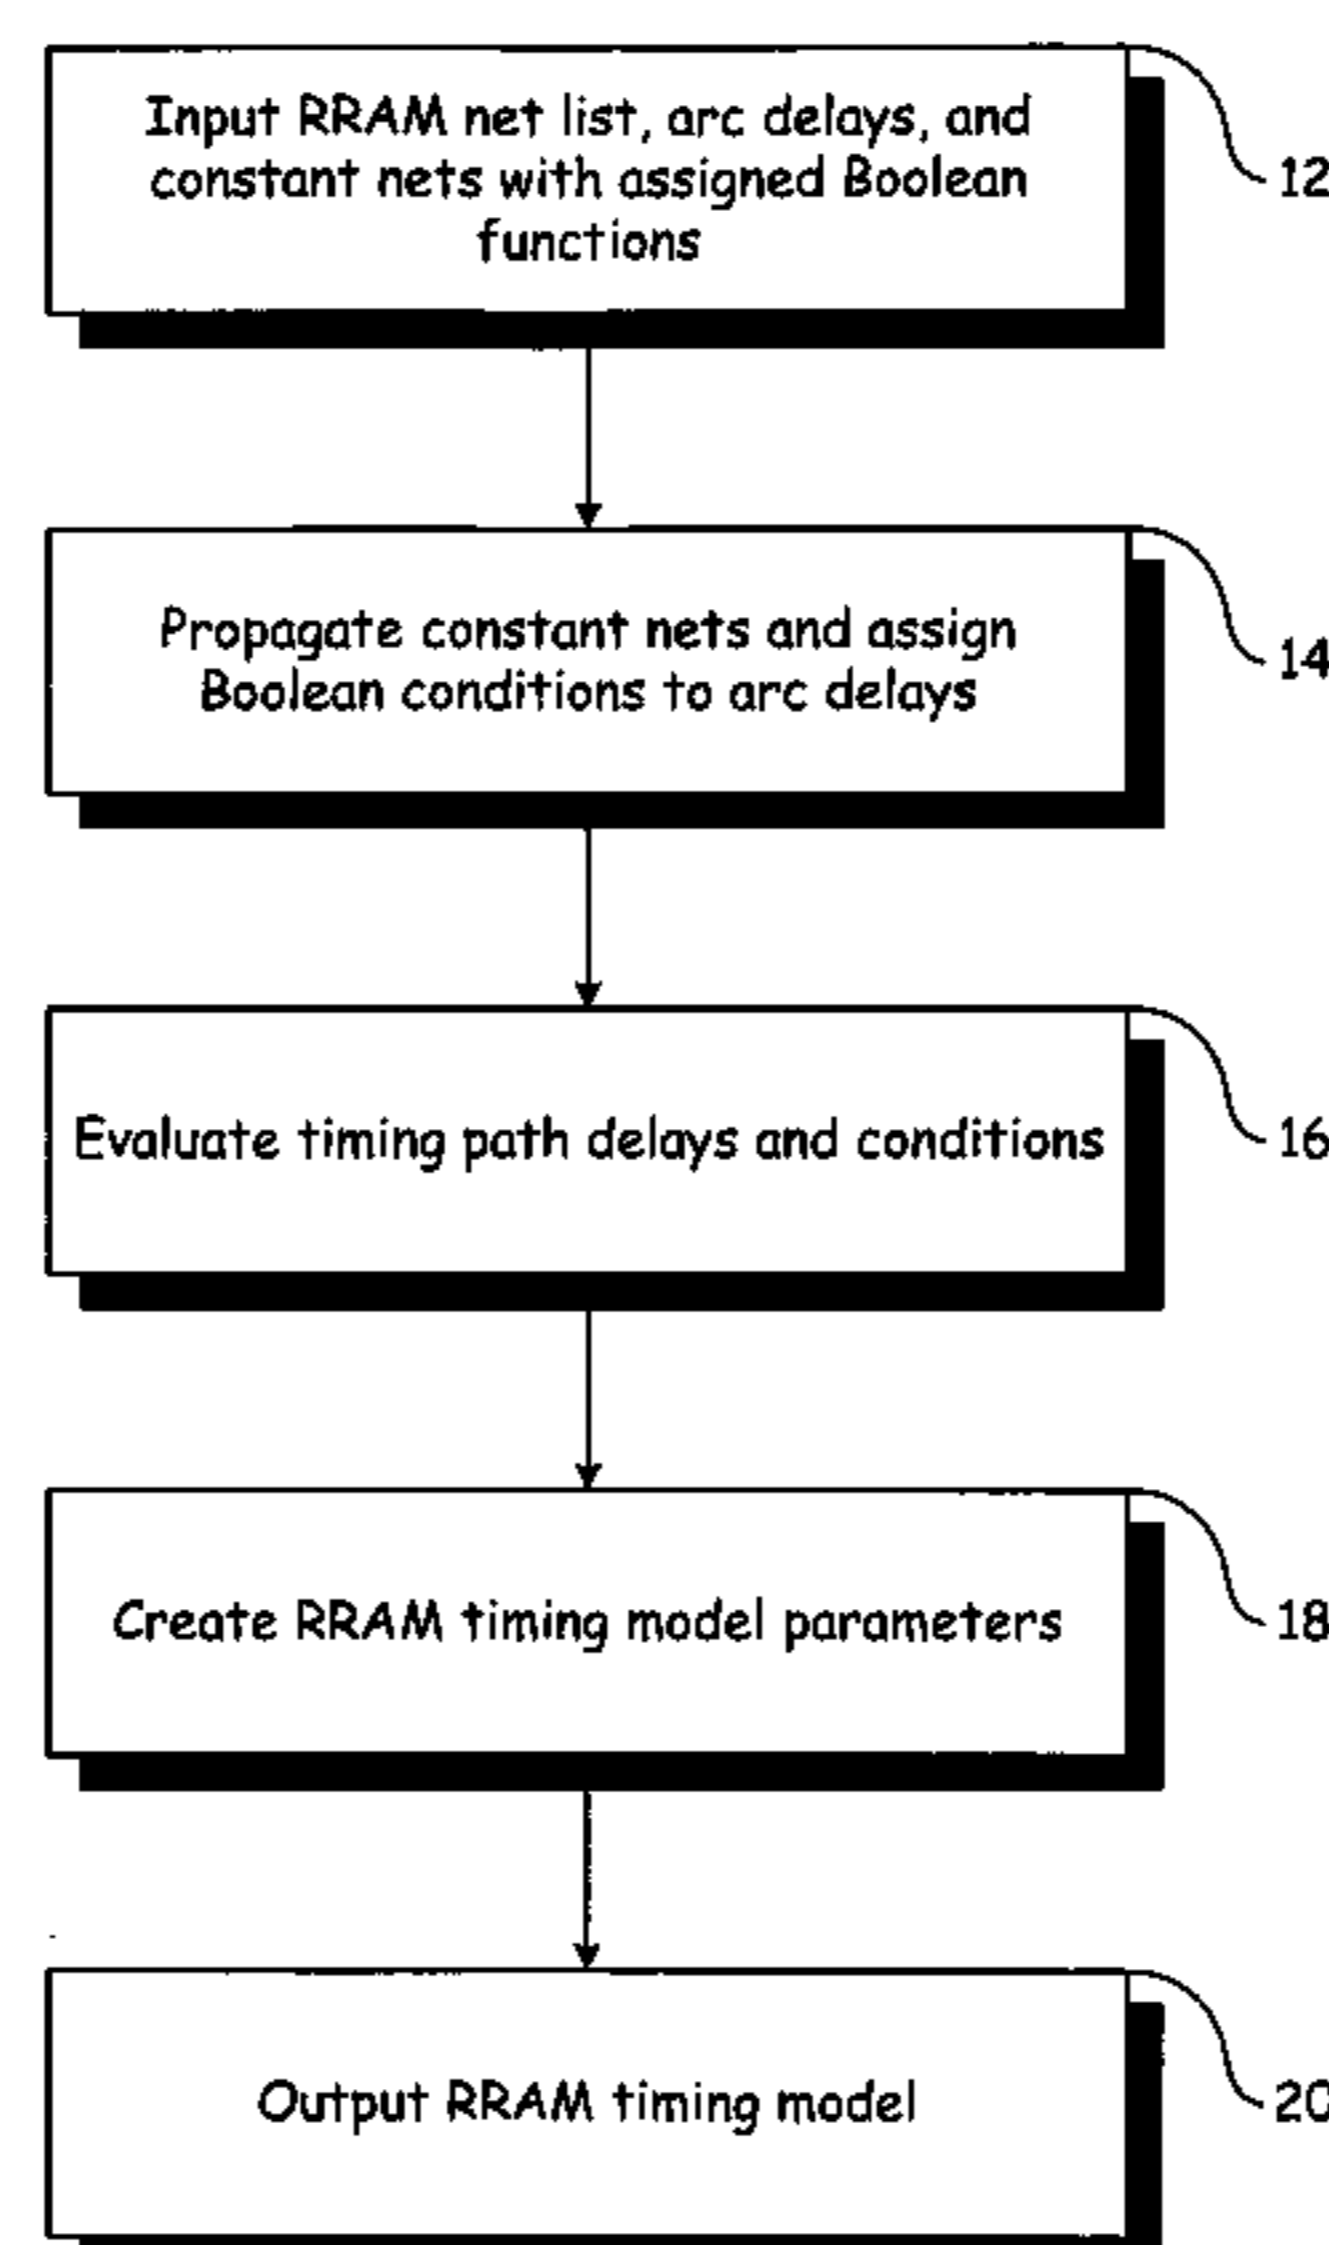 Input RRAM net list, arc delays, and
constant nets with assigned Boolean
functions
12
Propagate constant nets and assign
Boolean conditions to arc delays
14
Evaluate timing path delays and conditions
16
Create RRAM timing model parameters
18
Output RRAM timing model
20